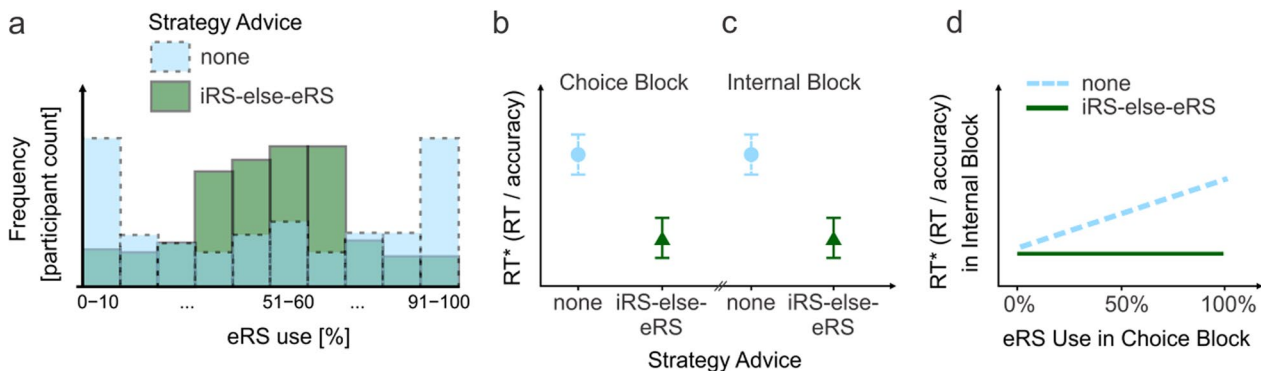 a
Strategy Advice
none
iRS-else-eRS
Frequency
[participant count]
0–10
...
51–60
...
91–100
eRS use [%]
b
Choice Block
RT* (RT / accuracy)
none
iRS-else-
eRS
c
Internal Block
none
iRS-else-
eRS
Strategy Advice
d
none
iRS-else-eRS
RT* (RT / accuracy)
in Internal Block
0%
50%
100%
eRS Use in Choice Block